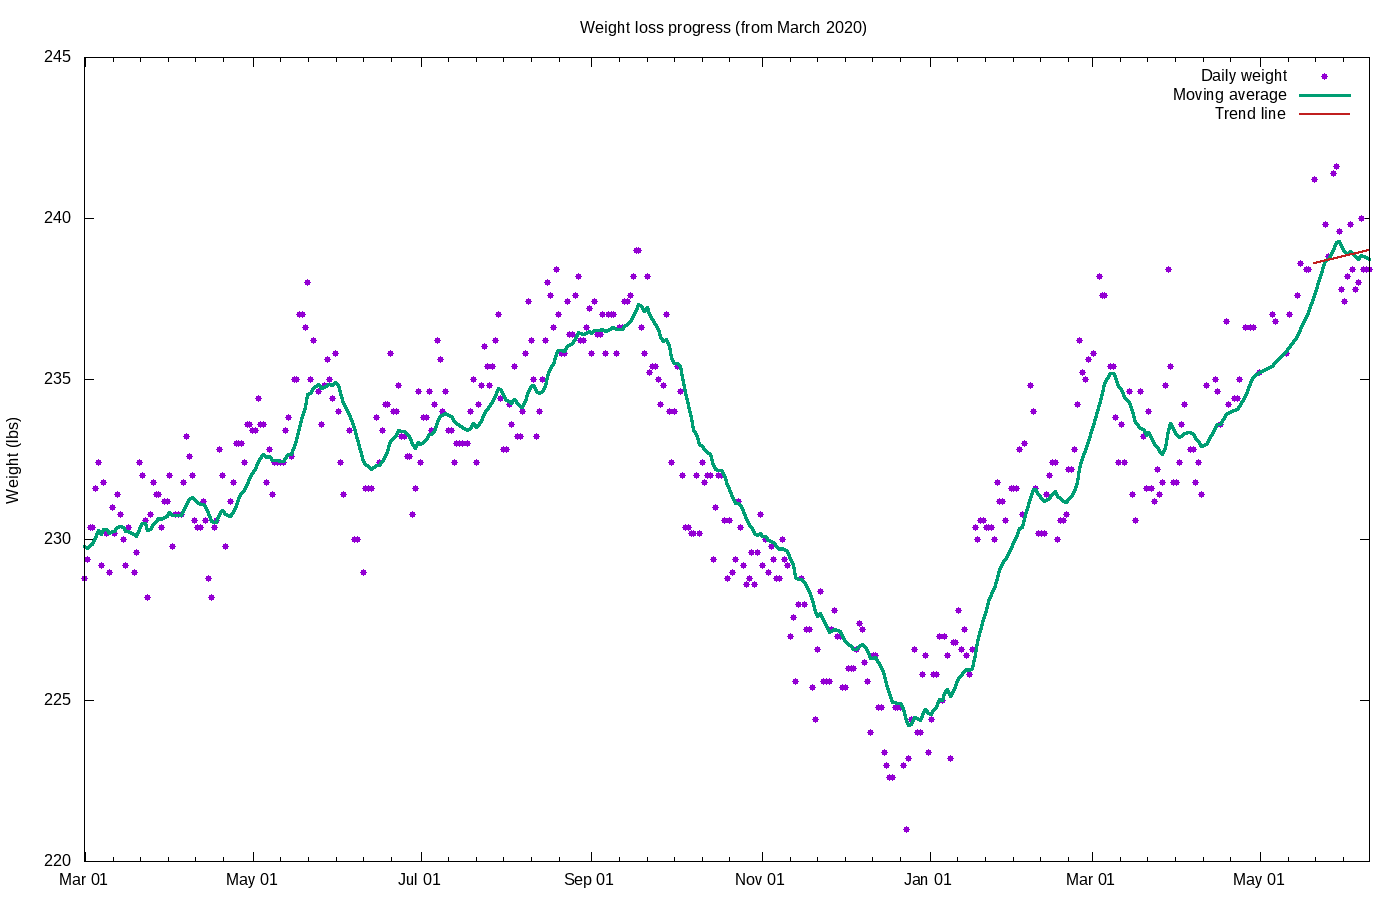 Weight loss progress (from March 2020)
245
Daily weight
Moving average
Trend line
240
235
Weight (lbs)
230
225
220
Mar 01 May 01 Jul 01 Sep 01 Nov 01 Jan 01 Mar 01 May 01